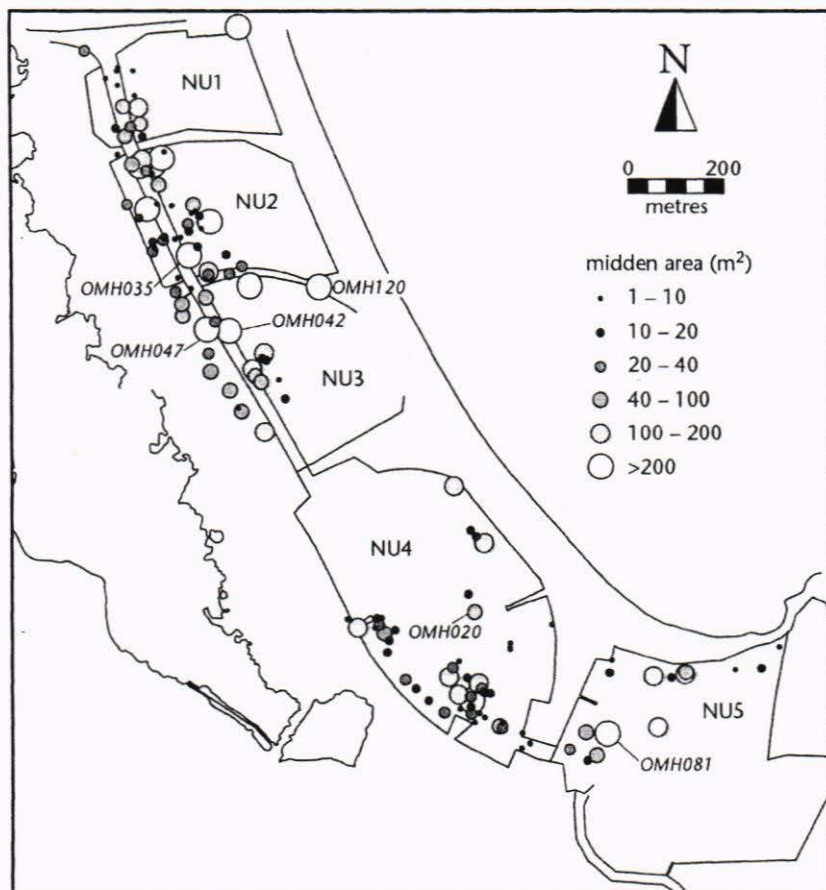 NU1
N
0 200
metres
NU2
midden area (m²)
1 – 10
10 – 20
20 – 40
40 – 100
100 – 200
>200
OMH035
OMH120
OMH042
OMH047
NU3
NU4
OMH020
NU5
OMH081